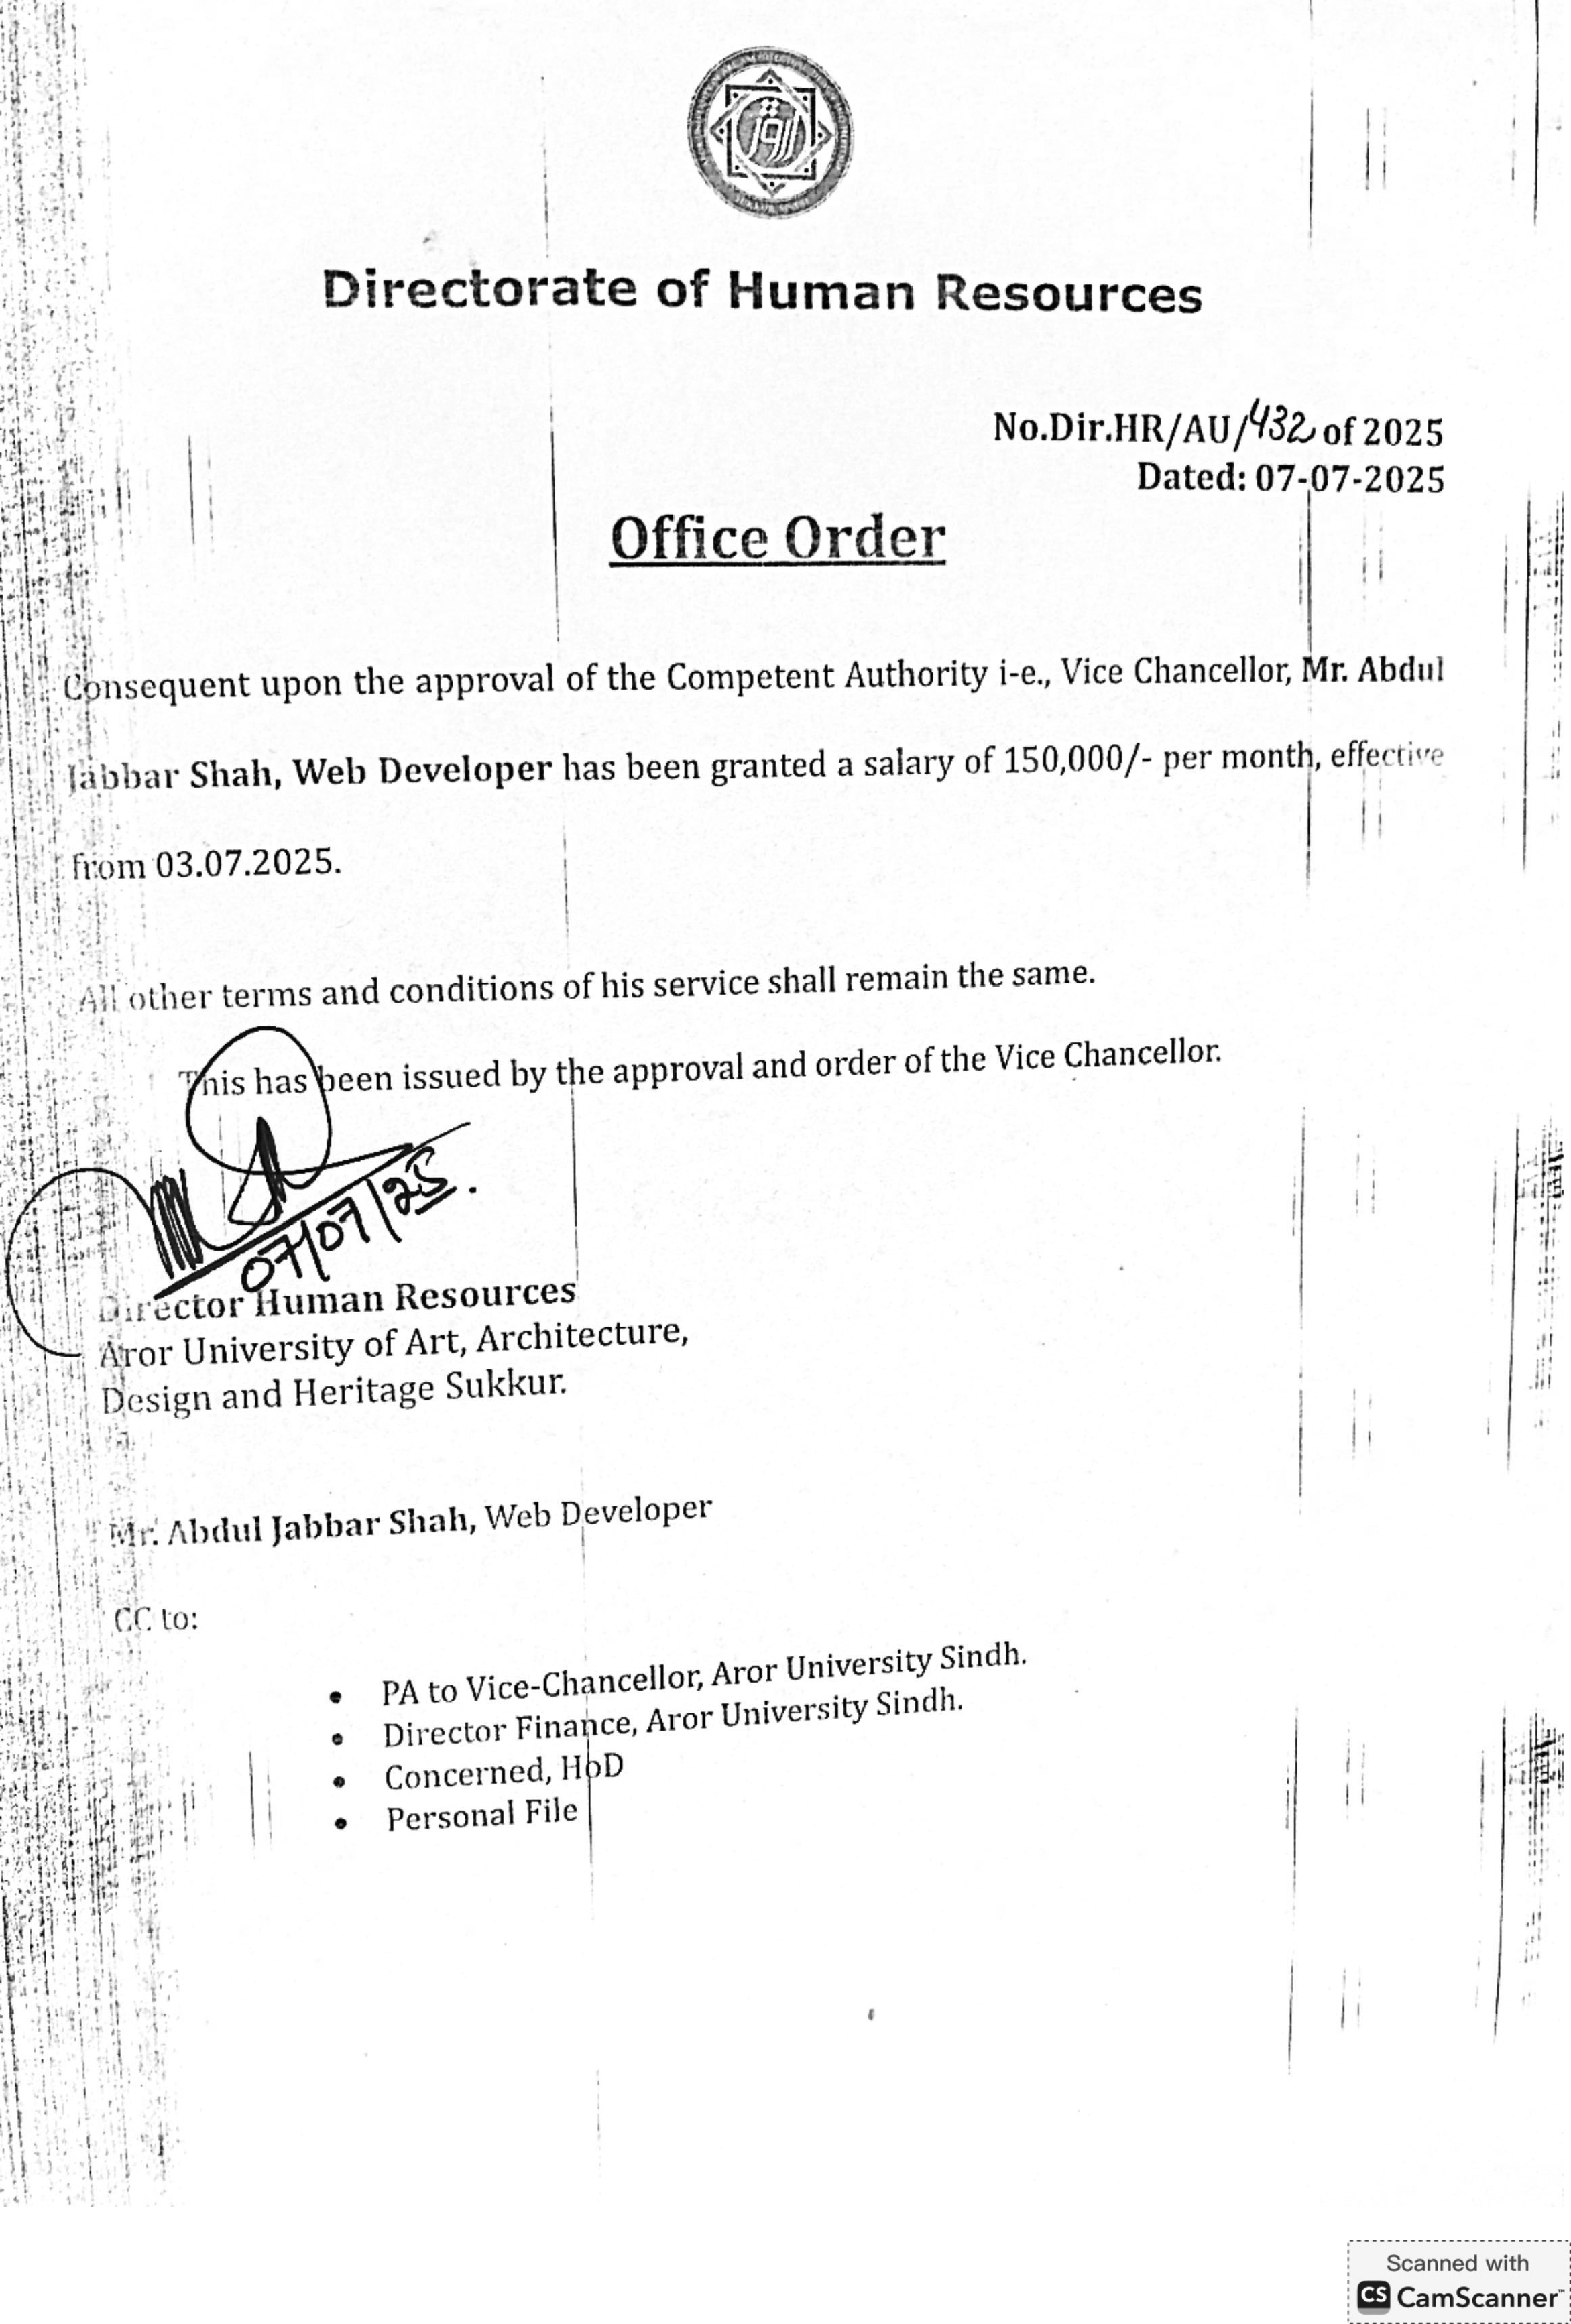 اروڙ
Directorate of Human Resources
No.Dir.HR/AU/432 of 2025
Dated: 07-07-2025
Office Order
Consequent upon the approval of the Competent Authority i-e., Vice Chancellor, Mr. Abdul
Jabbar Shah, Web Developer has been granted a salary of 150,000/- per month, effective
from 03.07.2025.
All other terms and conditions of his service shall remain the same.
This has been issued by the approval and order of the Vice Chancellor.
07/07/25.
Director Human Resources
Aror University of Art, Architecture,
Design and Heritage Sukkur.
Mr. Abdul Jabbar Shah, Web Developer
CC to:
• PA to Vice-Chancellor, Aror University Sindh.
• Director Finance, Aror University Sindh.
• Concerned, HoD
• Personal File
Scanned with
CS CamScanner™